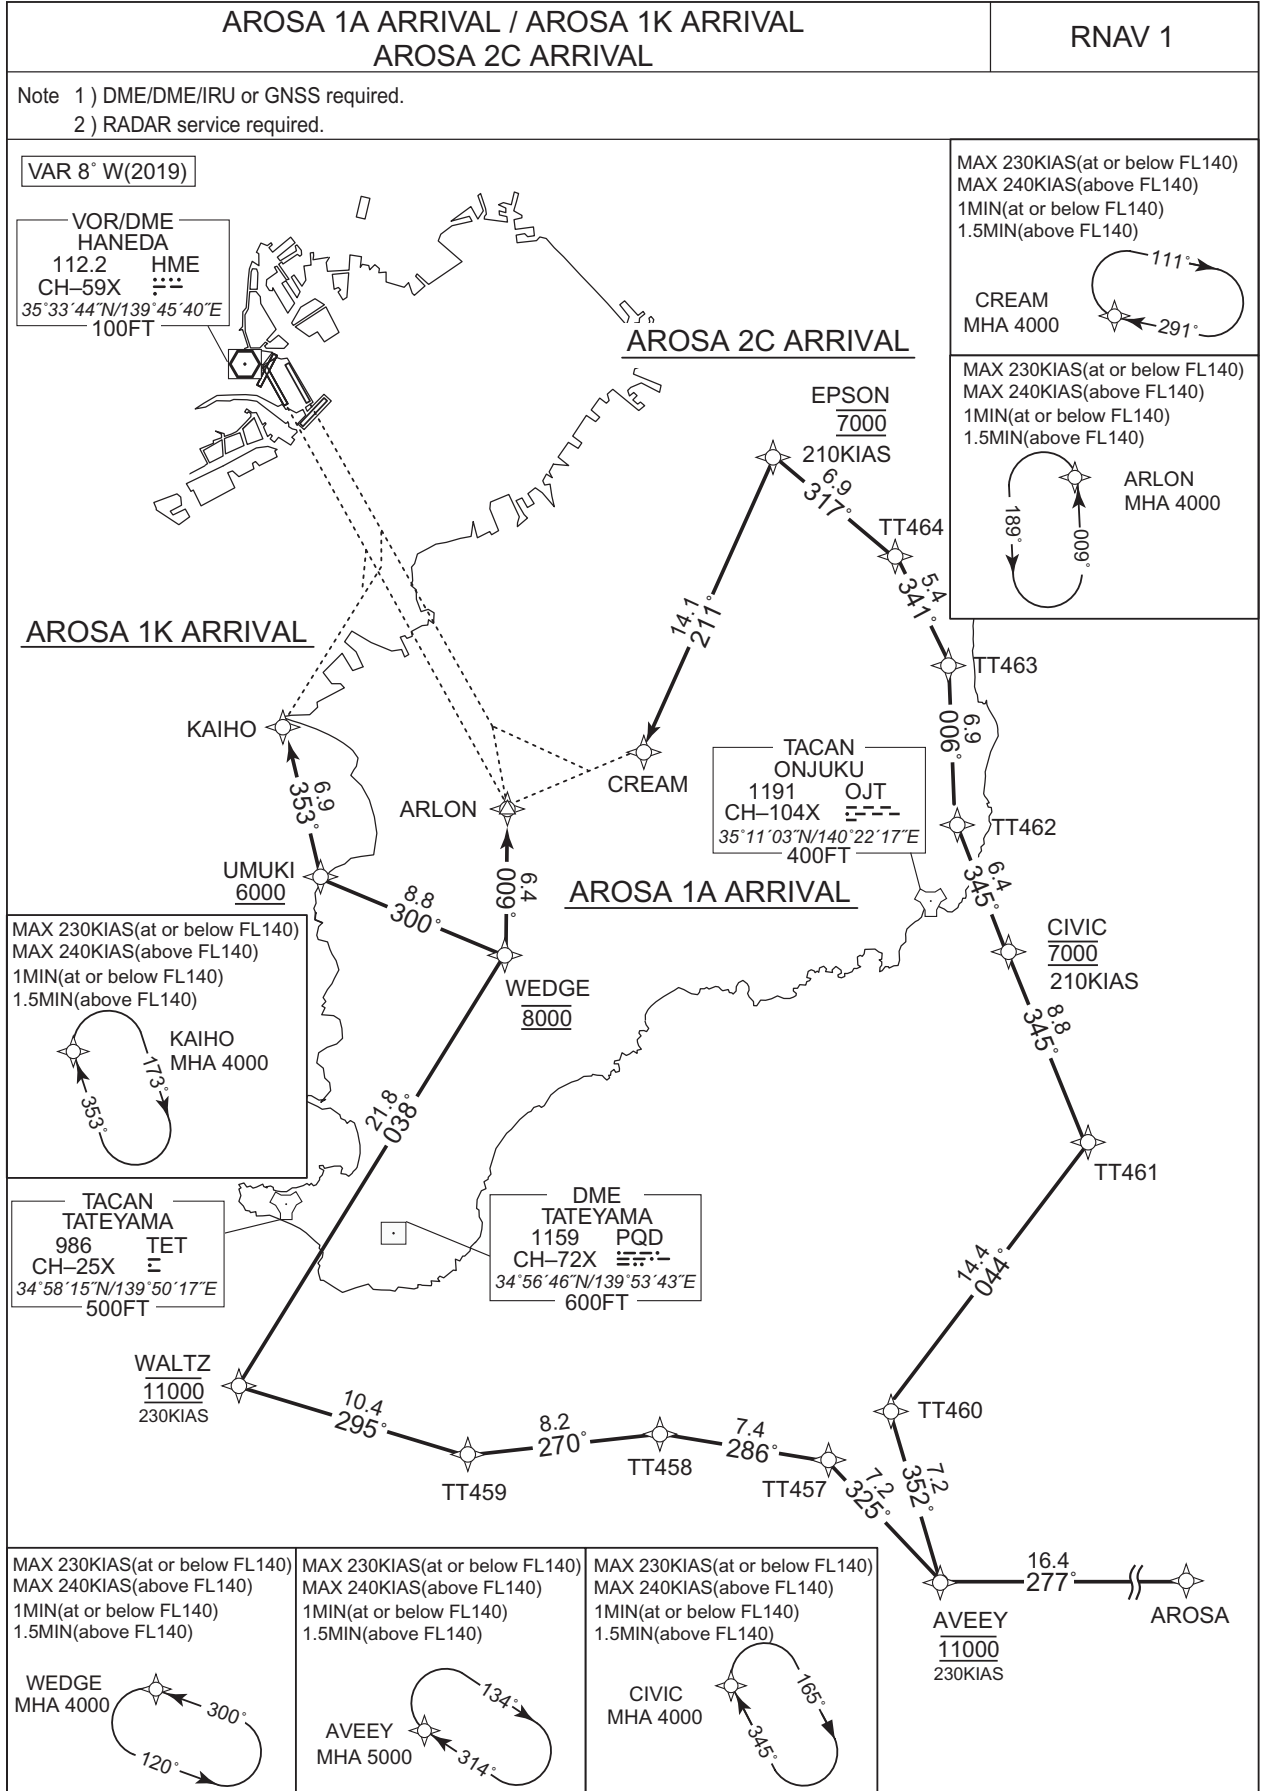 AROSA 1A ARRIVAL / AROSA 1K ARRIVAL
AROSA 2C ARRIVAL
RNAV 1
Note 1 ) DME/DME/IRU or GNSS required.
2 ) RADAR service required.
VAR 8° W(2019)
VOR/DME
HANEDA
112.2 HME
CH–59X
35°33´44˝N/139°45´40˝E
100FT
MAX 230KIAS(at or below FL140)
MAX 240KIAS(above FL140)
1MIN(at or below FL140)
1.5MIN(above FL140)
CREAM
MHA 4000
111°
291°
MAX 230KIAS(at or below FL140)
MAX 240KIAS(above FL140)
1MIN(at or below FL140)
1.5MIN(above FL140)
ARLON
MHA 4000
189°
009°
AROSA 2C ARRIVAL
EPSON
7000
210KIAS
6.9
317°
TT464
5.4
341°
TT463
6.9
006°
TT462
6.4
345°
CIVIC
7000
210KIAS
8.8
345°
TT461
14.4
044°
TT460
7.2
352°
14.1
211°
CREAM
AROSA 1K ARRIVAL
KAIHO
6.9
353°
UMUKI
6000
8.8
300°
ARLON
6.4
009°
AROSA 1A ARRIVAL
WEDGE
8000
TACAN
ONJUKU
1191 OJT
CH–104X
35°11´03˝N/140°22´17˝E
400FT
MAX 230KIAS(at or below FL140)
MAX 240KIAS(above FL140)
1MIN(at or below FL140)
1.5MIN(above FL140)
KAIHO
MHA 4000
173°
353°
21.8
038°
TACAN
TATEYAMA
986 TET
CH–25X
34°58´15˝N/139°50´17˝E
500FT
DME
TATEYAMA
1159 PQD
CH–72X
34°56´46˝N/139°53´43˝E
600FT
WALTZ
11000
230KIAS
10.4
295°
TT459
8.2
270°
TT458
7.4
286°
TT457
7.2
325°
AVEEY
11000
230KIAS
16.4
277°
AROSA
MAX 230KIAS(at or below FL140)
MAX 240KIAS(above FL140)
1MIN(at or below FL140)
1.5MIN(above FL140)
WEDGE
MHA 4000
300°
120°
MAX 230KIAS(at or below FL140)
MAX 240KIAS(above FL140)
1MIN(at or below FL140)
1.5MIN(above FL140)
AVEEY
MHA 5000
134°
314°
MAX 230KIAS(at or below FL140)
MAX 240KIAS(above FL140)
1MIN(at or below FL140)
1.5MIN(above FL140)
CIVIC
MHA 4000
165°
345°